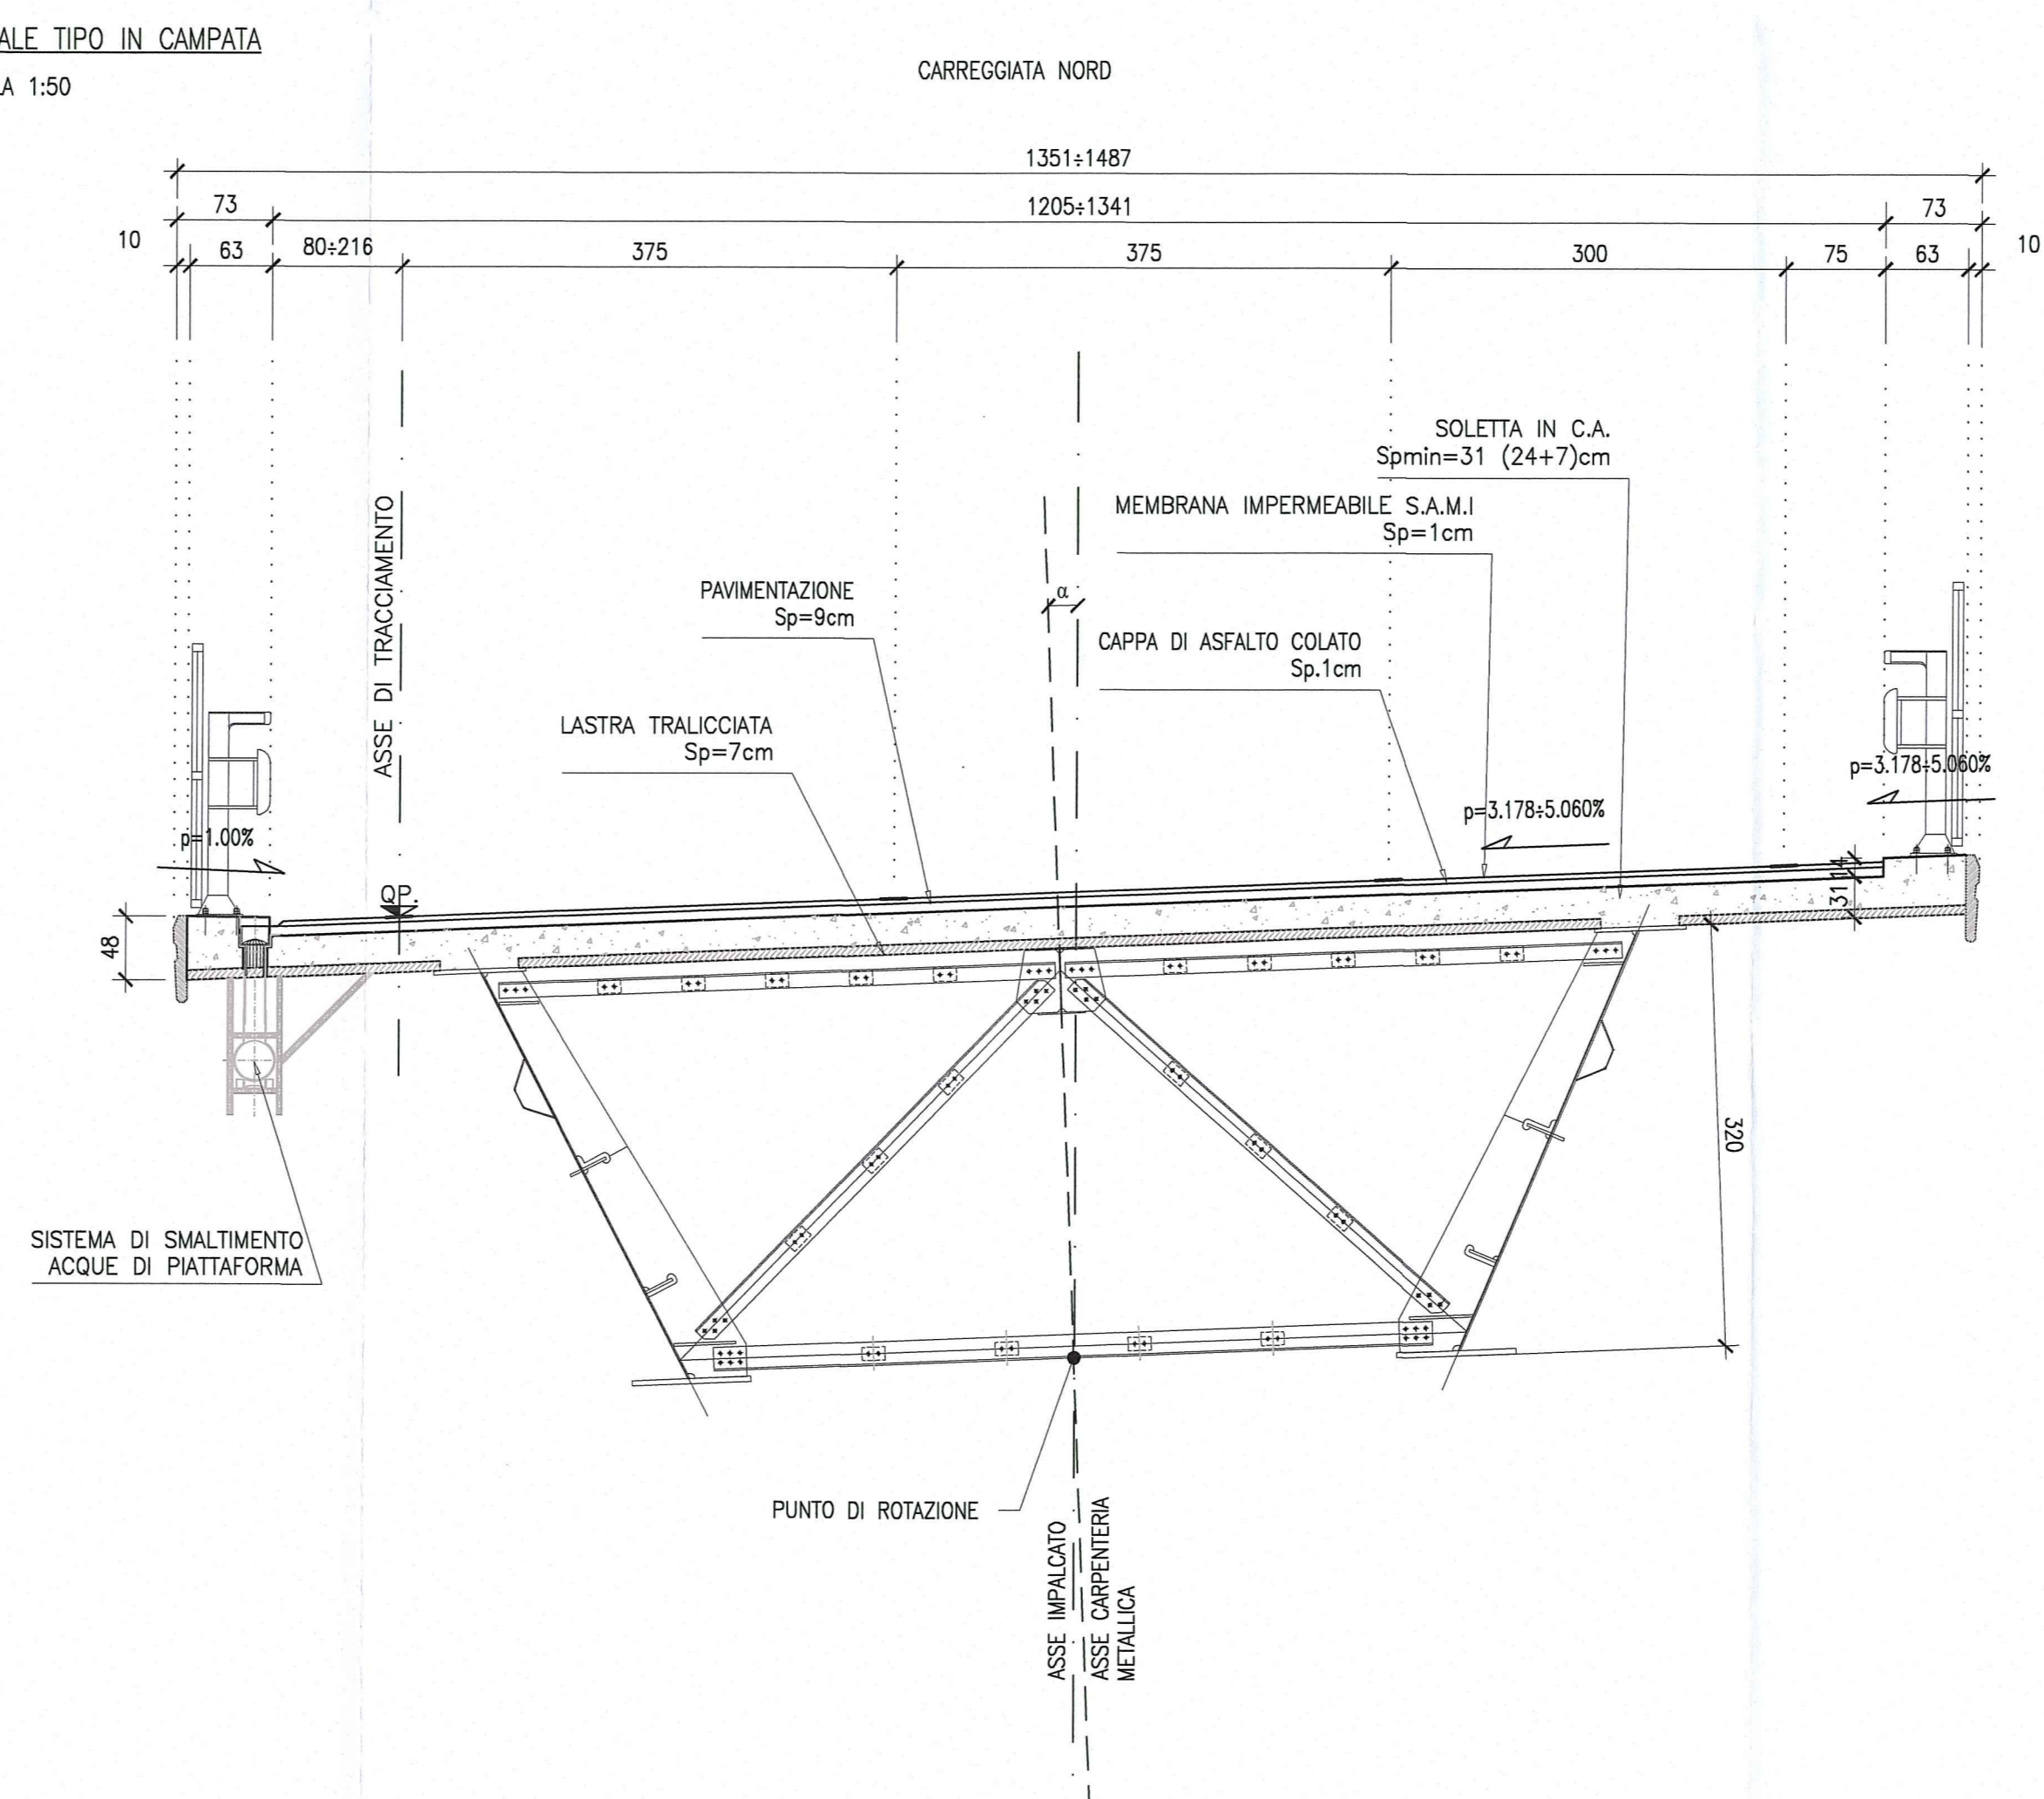 ALE TIPO IN CAMPATA
LA 1:50
CARREGGIATA NORD
1351÷1487
73
1205÷1341
73
10
63
80÷216
375
375
300
75
63
10
SOLETTA IN C.A.
Spmin=31 (24+7)cm
MEMBRANA IMPERMEABILE S.A.M.I
Sp=1cm
ASSE DI TRACCIAMENTO
PAVIMENTAZIONE
Sp=9cm
α
CAPPA DI ASFALTO COLATO
Sp.1cm
LASTRA TRALICCIATA
Sp=7cm
p=3.178÷5.060%
p=3.178÷5.060%
p=1.00%
11
31
QP.
48
320
SISTEMA DI SMALTIMENTO
ACQUE DI PIATTAFORMA
PUNTO DI ROTAZIONE
ASSE IMPALCATO
ASSE CARPENTERIA
METALLICA